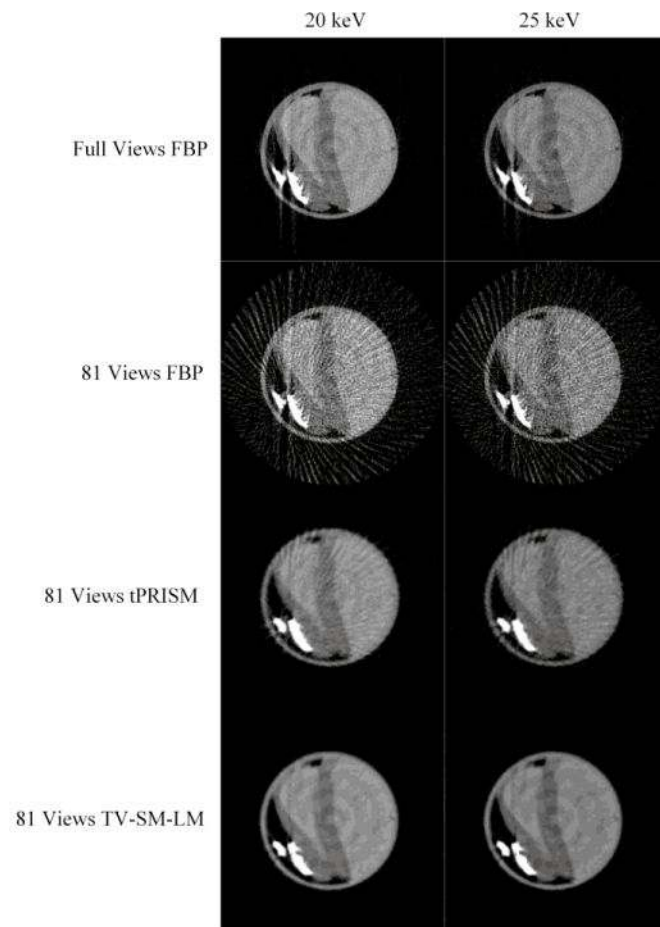 20 keV
25 keV
Full Views FBP
81 Views FBP
81 Views tPRISM
81 Views TV-SM-LM